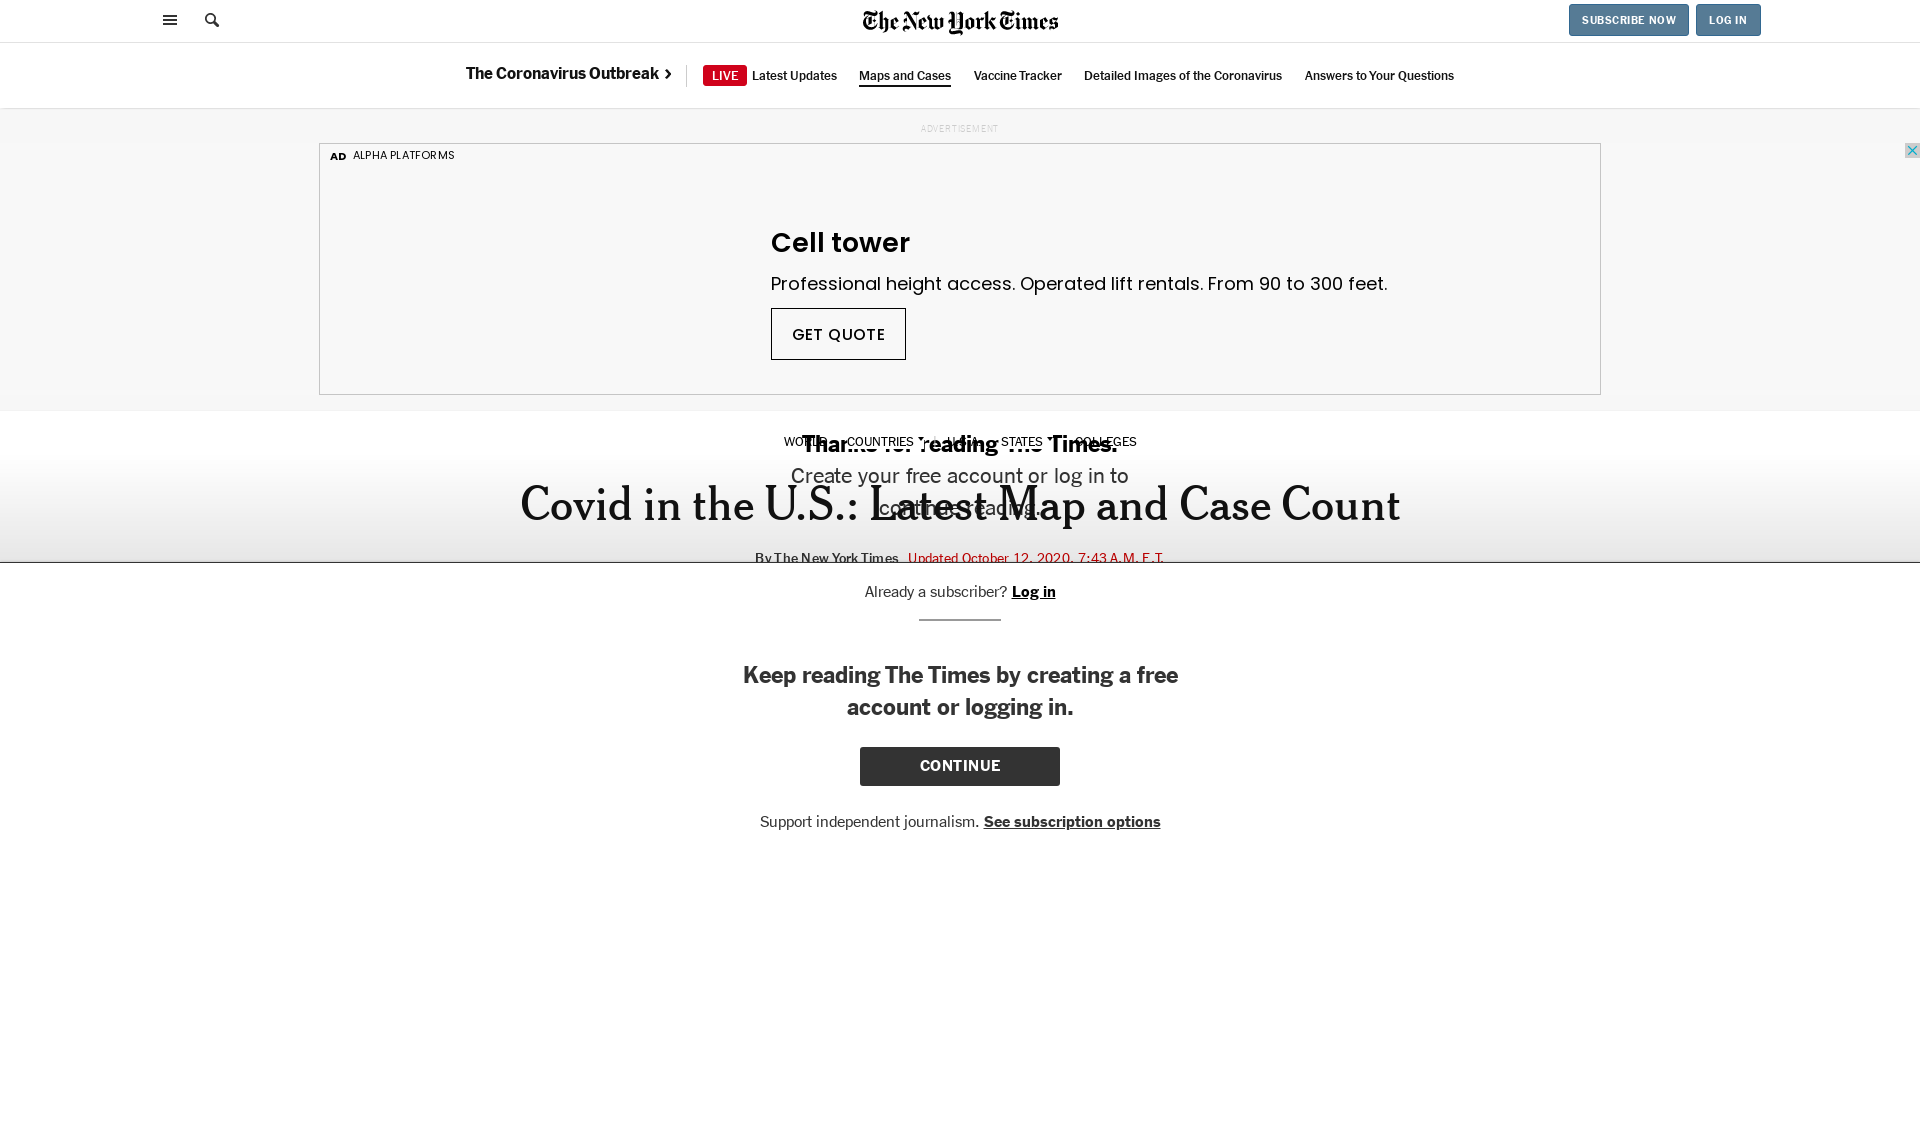 The New York Times
SUBSCRIBE NOW
LOG IN
The Coronavirus Outbreak
LIVE Latest Updates
Maps and Cases
Vaccine Tracker
Detailed Images of the Coronavirus
Answers to Your Questions
ADVERTISEMENT
AD ALPHA PLATFORMS
Cell tower
Professional height access. Operated lift rentals. From 90 to 300 feet.
GET QUOTE
WORLD COUNTRIES U.S.A. STATES COLLEGES
Thanks for reading The Times.
Create your free account or log in to
continue reading.
Covid in the U.S.: Latest Map and Case Count
By The New York Times Updated October 12, 2020, 7:43 A.M. E.T.
Already a subscriber? Log in
Keep reading The Times by creating a free
account or logging in.
CONTINUE
Support independent journalism. See subscription options